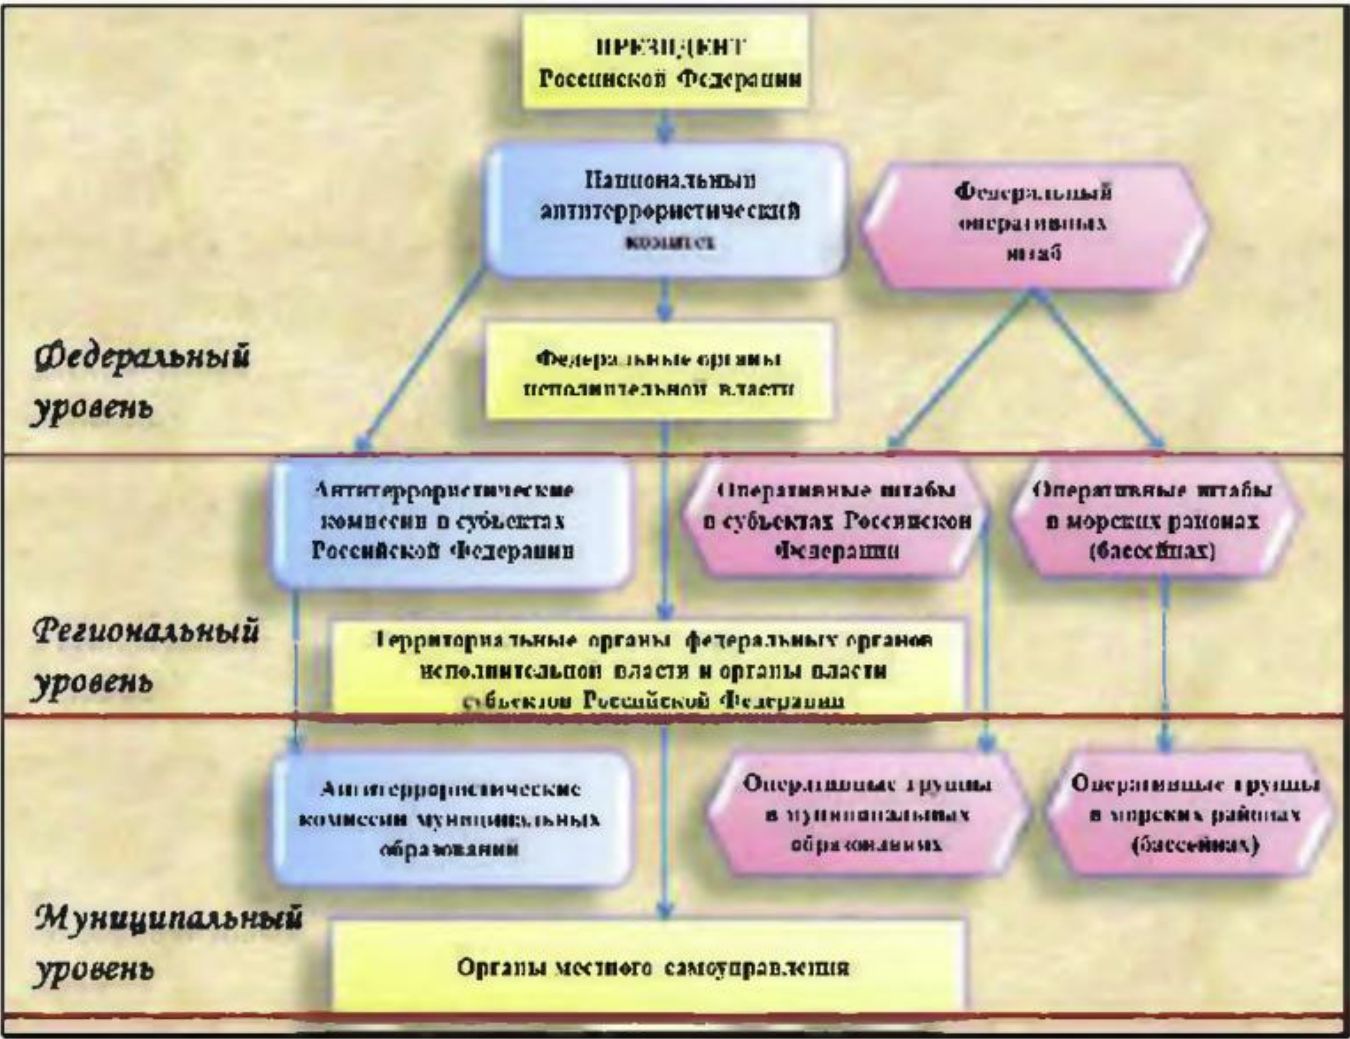 ПРЕЗИДЕНТ
Российской Федерации
Национальный
антитеррористический
комитет
Федеральный
оперативных
штаб
Федеральные органы
исполнительной власти
Федеральный
уровень
Антитеррористические
комиссии в субъектах
Российской Федерации
Оперативные штабы
в субъектах Российской
Федерации
Оперативные штабы
в морских районах
(бассейнах)
Территориальные органы федеральных органов
исполнительной власти и органы власти
субъектов Российской Федерации
Региональный
уровень
Антитеррористические
комиссии муниципальных
образований
Оперативные группы
в муниципальных
образованиях
Оперативные группы
в морских районах
(бассейнах)
Муниципальный
уровень
Органы местного самоуправления